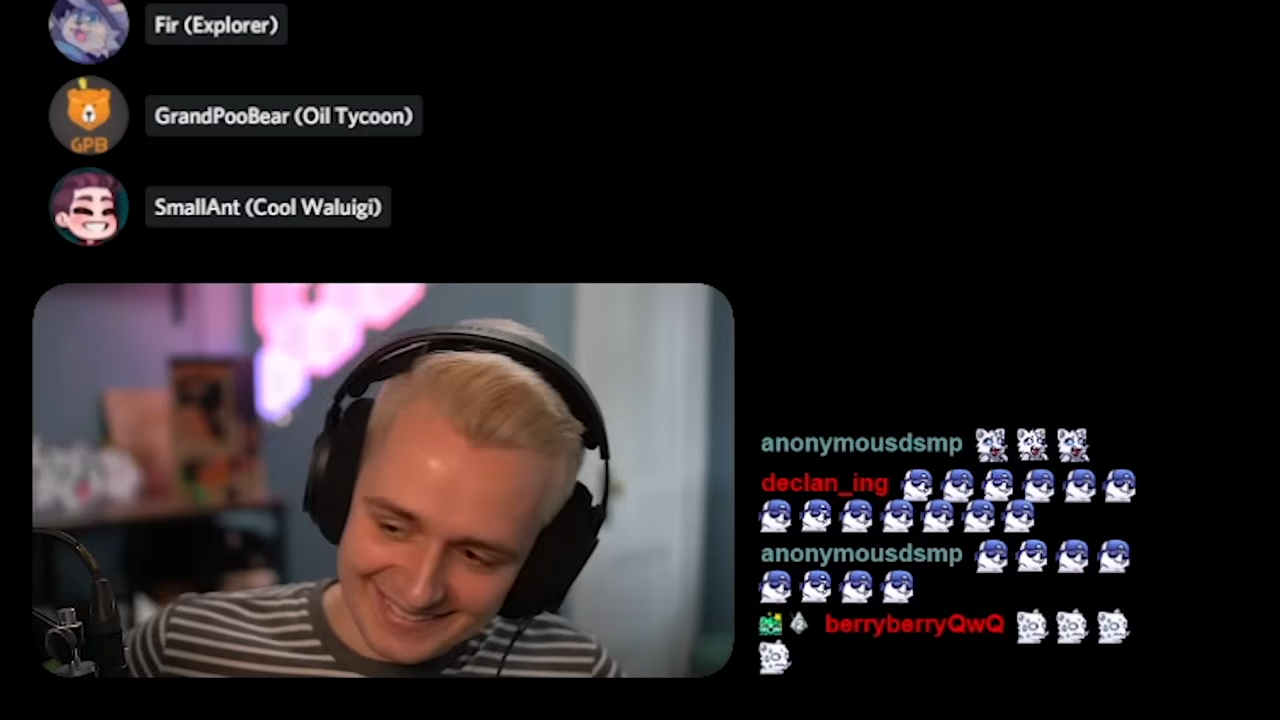 Fir (Explorer)
GrandPooBear (Oil Tycoon)
GPB
SmallAnt (Cool Waluigi)
anonymousdsmp
declan_ing
anonymousdsmp
berryberryQwQ